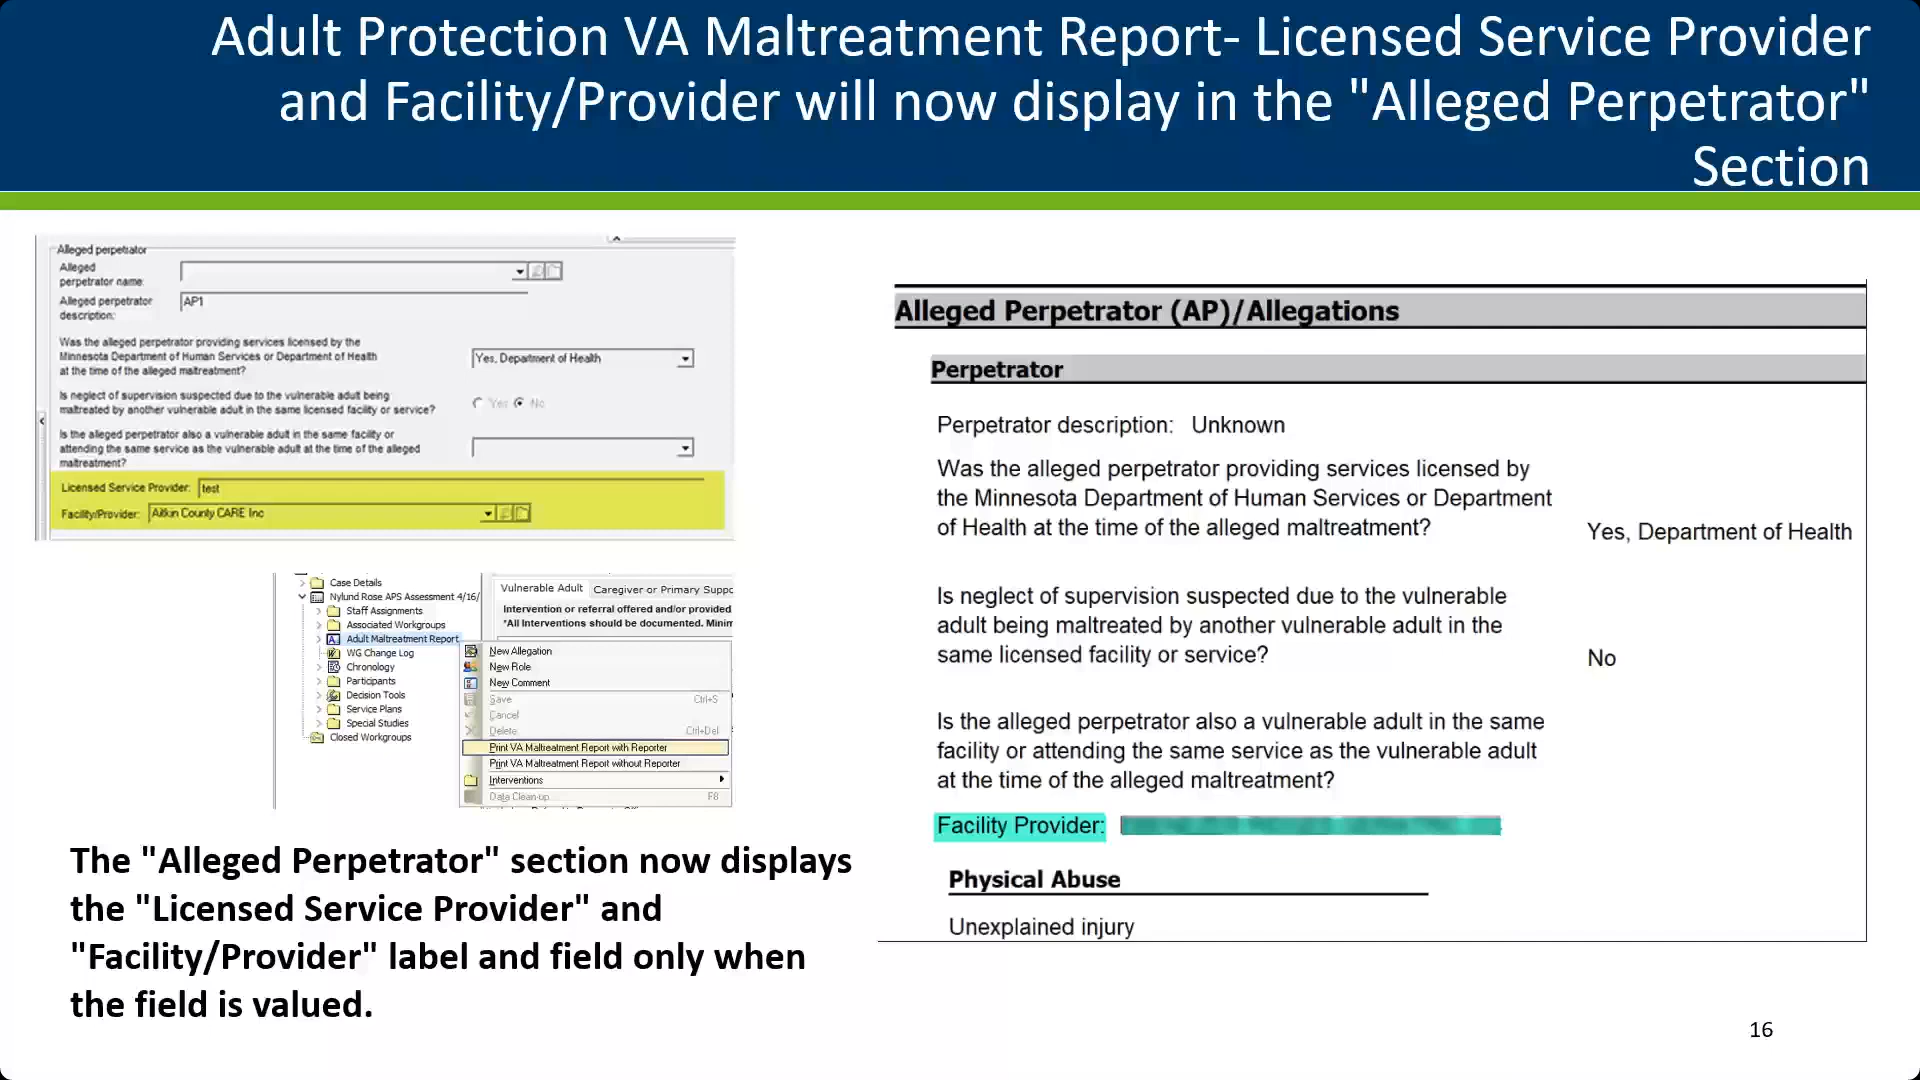 Adult Protection VA Maltreatment Report- Licensed Service Provider
and Facility/Provider will now display in the "Alleged Perpetrator"
Section
Alleged perpetrator
Alleged
perpetrator name:
Alleged perpetrator
description:
AP1
Was the alleged perpetrator providing services licensed by the
Minnesota Department of Human Services or Department of Health
at the time of the alleged maltreatment?
Yes, Department of Health
Is neglect of supervision suspected due to the vulnerable adult being
maltreated by another vulnerable adult in the same licensed facility or service?
Yes No
Is the alleged perpetrator also a vulnerable adult in the same facility or
attending the same service as the vulnerable adult at the time of the alleged
maltreatment?
Licensed Service Provider: test
Facility/Provider: Aitkin County CARE Inc
Case Details
Nylund Rose APS Assessment 4/16/
Staff Assignments
Associated Workgroups
Adult Maltreatment Report
WG Change Log
Chronology
Participants
Decision Tools
Service Plans
Special Studies
Closed Workgroups
Vulnerable Adult Caregiver or Primary Suppo
Intervention or referral offered and/or provided
*All Interventions should be documented. Minim
New Allegation
New Role
New Comment
Save Ctrl+S
Cancel
Delete Ctrl+Del
Print VA Maltreatment Report with Reporter
Print VA Maltreatment Report without Reporter
Interventions
Data Clean-up F8
The "Alleged Perpetrator" section now displays
the "Licensed Service Provider" and
"Facility/Provider" label and field only when
the field is valued.
Alleged Perpetrator (AP)/Allegations
Perpetrator
Perpetrator description: Unknown
Was the alleged perpetrator providing services licensed by
the Minnesota Department of Human Services or Department
of Health at the time of the alleged maltreatment?
Yes, Department of Health
Is neglect of supervision suspected due to the vulnerable
adult being maltreated by another vulnerable adult in the
same licensed facility or service?
No
Is the alleged perpetrator also a vulnerable adult in the same
facility or attending the same service as the vulnerable adult
at the time of the alleged maltreatment?
Facility Provider:
Physical Abuse
Unexplained injury
16